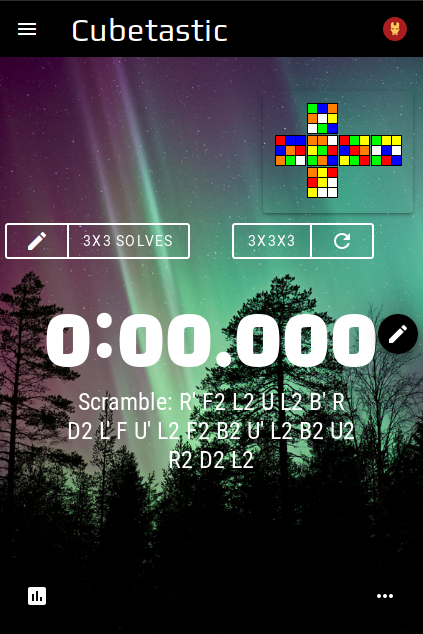 Cubetastic
3X3 SOLVES
3X3X3
0:00.000
Scramble: R' F2 L2 U L2 B' R
D2 L' F U' L2 F2 B2 U' L2 B2 U2
R2 D2 L2